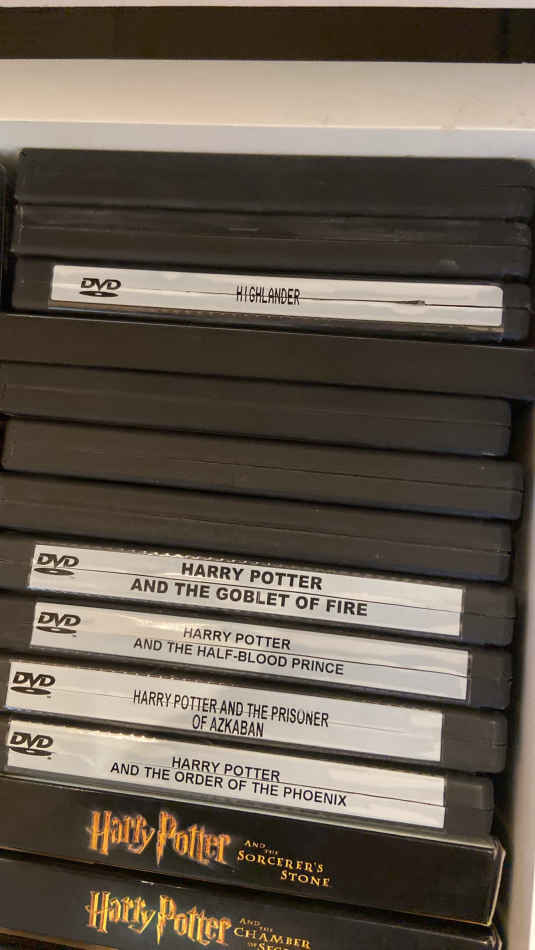 DVD
HIGHLANDER
DVD
HARRY POTTER
AND THE GOBLET OF FIRE
DVD
HARRY POTTER
AND THE HALF-BLOOD PRINCE
DVD
HARRY POTTER AND THE PRISONER
OF AZKABAN
DVD
HARRY POTTER
AND THE ORDER OF THE PHOENIX
Harry Potter
AND THE
SORCERER'S
STONE
Harry Potter
AND THE
CHAMBER